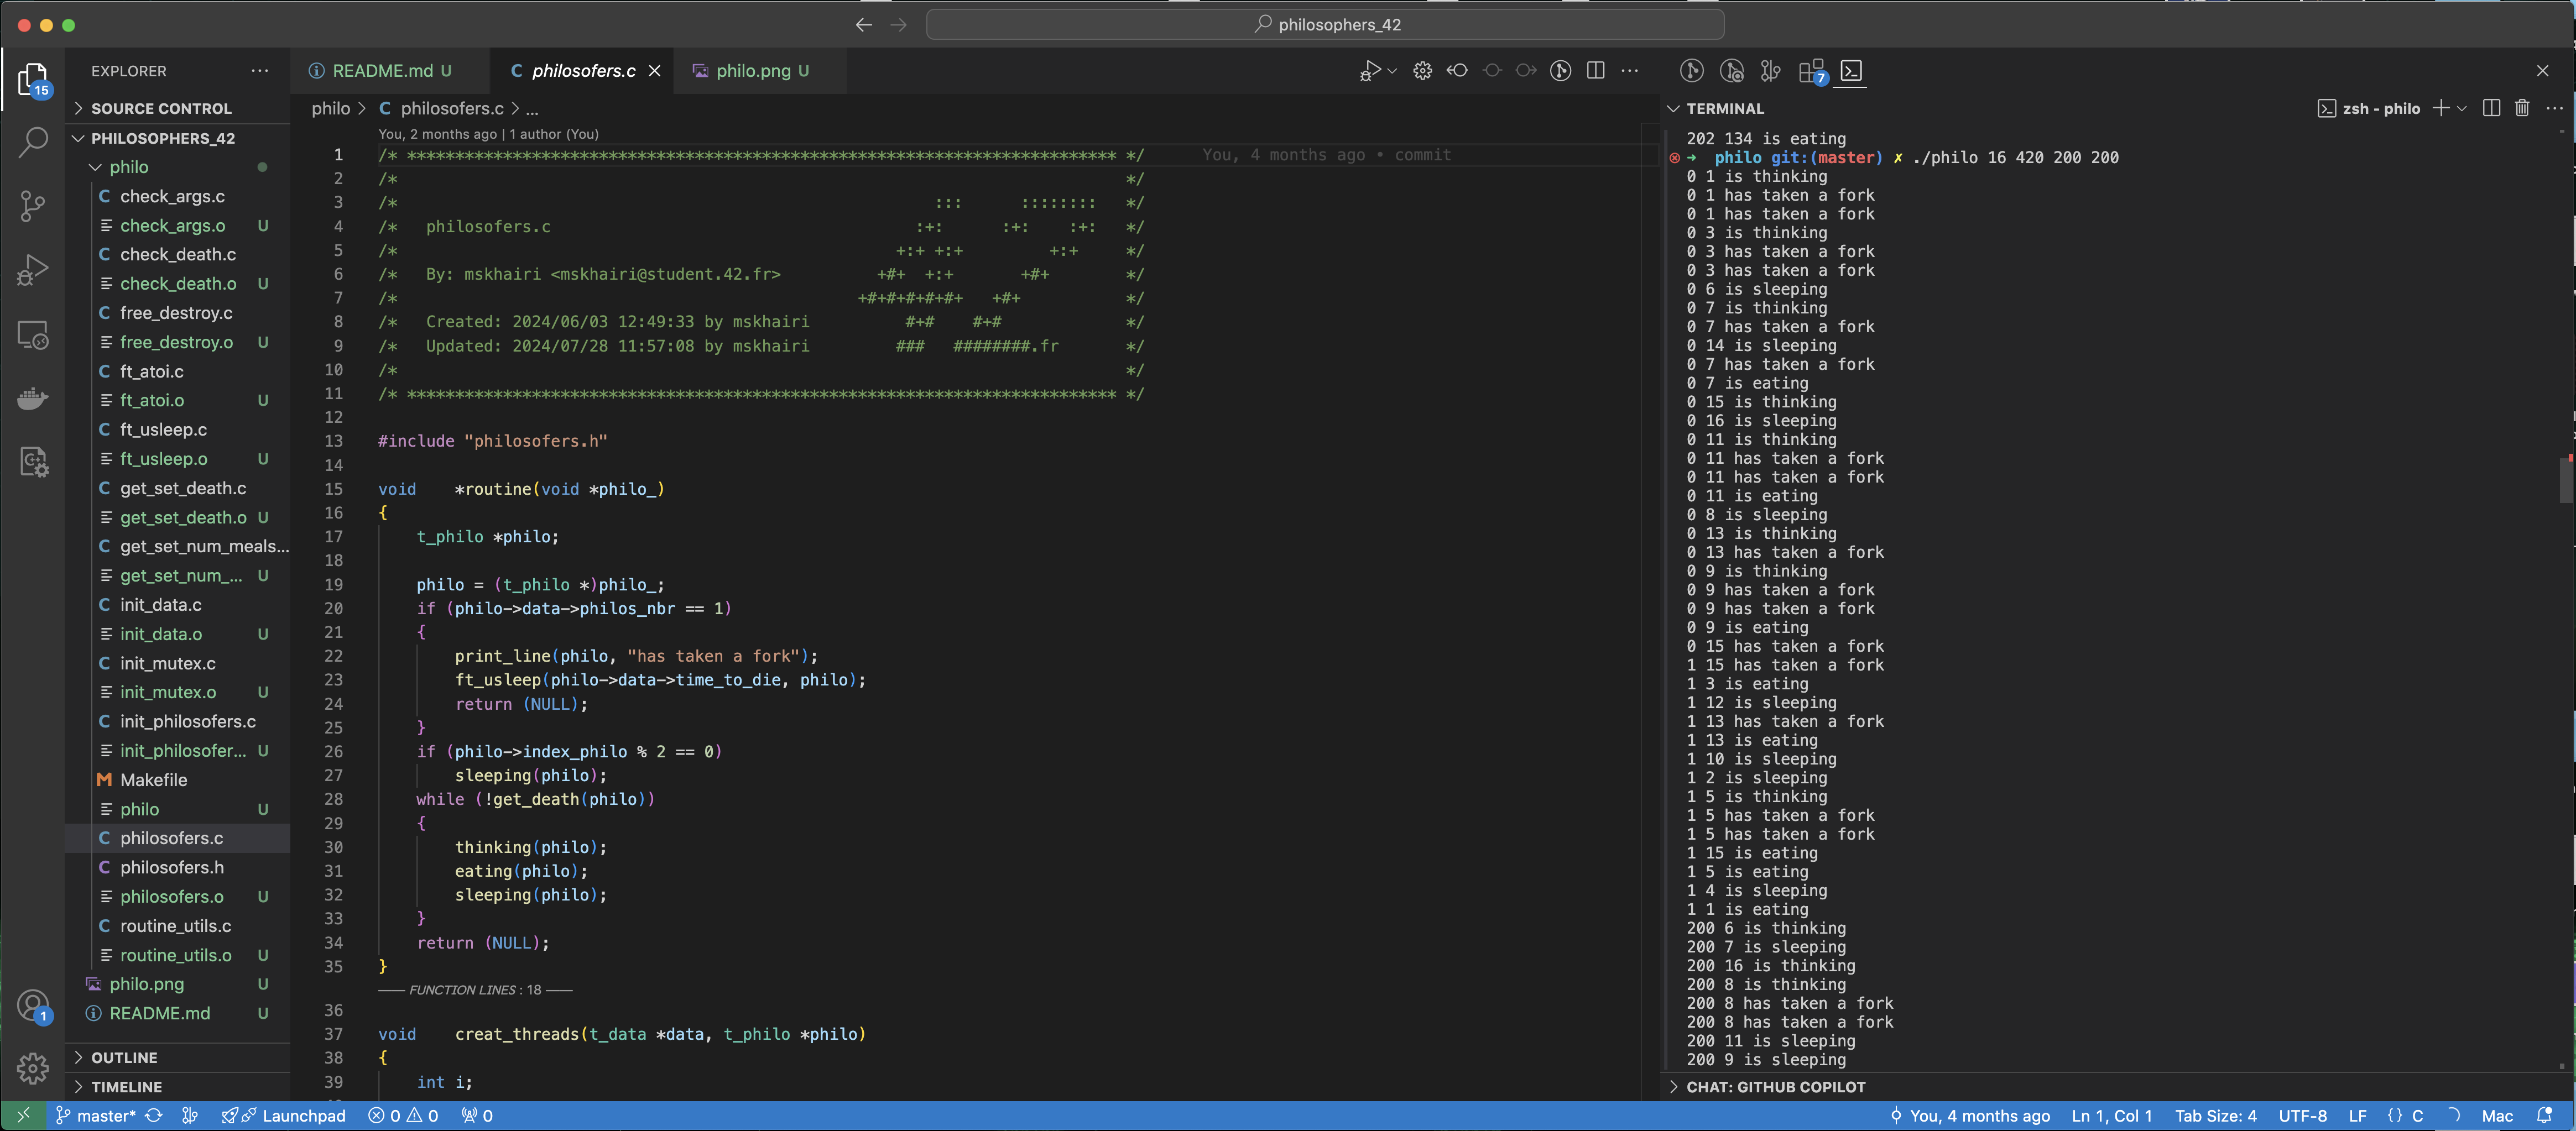 philosophers_42
EXPLORER
15
SOURCE CONTROL
PHILOSOPHERS_42
philo
C check_args.c
check_args.o U
C check_death.c
check_death.o U
C free_destroy.c
free_destroy.o U
C ft_atoi.c
ft_atoi.o U
C ft_usleep.c
ft_usleep.o U
C get_set_death.c
get_set_death.o U
C get_set_num_meals...
get_set_num_... U
C init_data.c
init_data.o U
C init_mutex.c
init_mutex.o U
C init_philosofers.c
init_philosofer... U
M Makefile
philo U
C philosofers.c
C philosofers.h
philosofers.o U
C routine_utils.c
routine_utils.o U
philo.png U
README.md U
1
OUTLINE
TIMELINE
README.md U
C philosofers.c
philo.png U
philo > C philosofers.c > ...
You, 2 months ago | 1 author (You)
1 /* ************************************************************************** */ You, 4 months ago • commit
2 /* */
3 /* ::: :::::::: */
4 /* philosofers.c :+: :+: :+: */
5 /* +:+ +:+ +:+ */
6 /* By: mskhairi <mskhairi@student.42.fr> +#+ +:+ +#+ */
7 /* +#+#+#+#+#+ +#+ */
8 /* Created: 2024/06/03 12:49:33 by mskhairi #+# #+# */
9 /* Updated: 2024/07/28 11:57:08 by mskhairi ### ########.fr */
10 /* */
11 /* ************************************************************************** */
12
13 #include "philosofers.h"
14
15 void *routine(void *philo_)
16 {
17 t_philo *philo;
18
19 philo = (t_philo *)philo_;
20 if (philo->data->philos_nbr == 1)
21 {
22 print_line(philo, "has taken a fork");
23 ft_usleep(philo->data->time_to_die, philo);
24 return (NULL);
25 }
26 if (philo->index_philo % 2 == 0)
27 sleeping(philo);
28 while (!get_death(philo))
29 {
30 thinking(philo);
31 eating(philo);
32 sleeping(philo);
33 }
34 return (NULL);
35 }
FUNCTION LINES : 18
36
37 void creat_threads(t_data *data, t_philo *philo)
38 {
39 int i;
7
TERMINAL
zsh - philo
202 134 is eating
➜ philo git:(master) ✗ ./philo 16 420 200 200
0 1 is thinking
0 1 has taken a fork
0 1 has taken a fork
0 3 is thinking
0 3 has taken a fork
0 3 has taken a fork
0 6 is sleeping
0 7 is thinking
0 7 has taken a fork
0 14 is sleeping
0 7 has taken a fork
0 7 is eating
0 15 is thinking
0 16 is sleeping
0 11 is thinking
0 11 has taken a fork
0 11 has taken a fork
0 11 is eating
0 8 is sleeping
0 13 is thinking
0 13 has taken a fork
0 9 is thinking
0 9 has taken a fork
0 9 has taken a fork
0 9 is eating
0 15 has taken a fork
1 15 has taken a fork
1 3 is eating
1 12 is sleeping
1 13 has taken a fork
1 13 is eating
1 10 is sleeping
1 2 is sleeping
1 5 is thinking
1 5 has taken a fork
1 5 has taken a fork
1 15 is eating
1 5 is eating
1 4 is sleeping
1 1 is eating
200 6 is thinking
200 7 is sleeping
200 16 is thinking
200 8 is thinking
200 8 has taken a fork
200 8 has taken a fork
200 11 is sleeping
200 9 is sleeping
CHAT: GITHUB COPILOT
master* Launchpad 0 0 0
You, 4 months ago Ln 1, Col 1 Tab Size: 4 UTF-8 LF {} C Mac